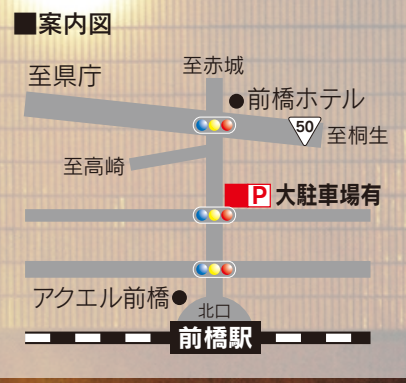 ■案内図
至赤城
至県庁
●前橋ホテル
50
至桐生
至高崎
P 大駐車場有
アクエル前橋●
北口
前橋駅